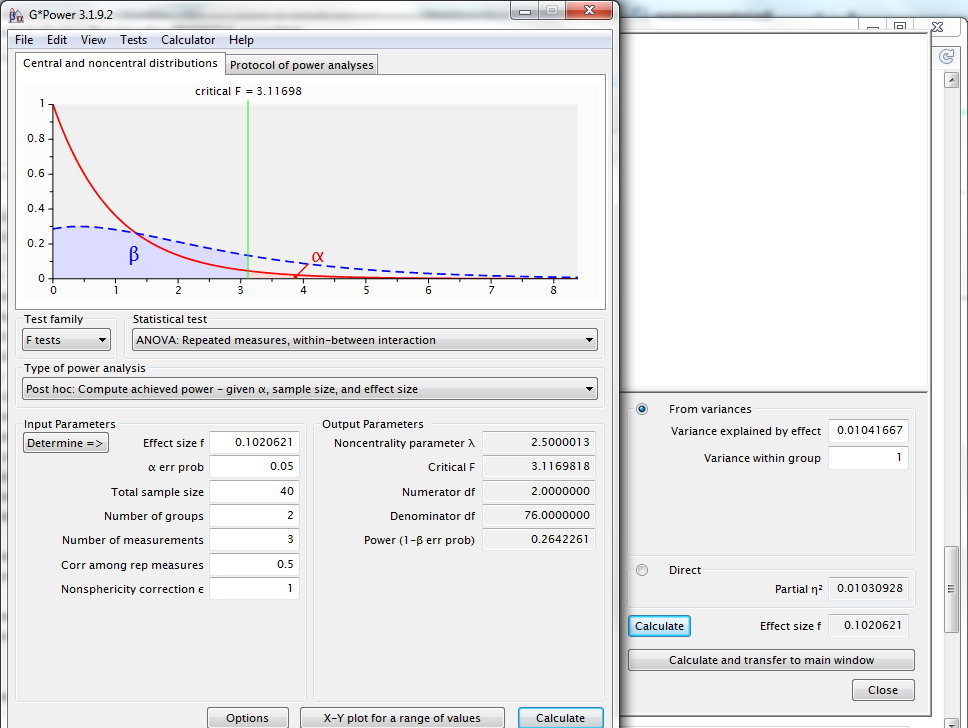 G*Power 3.1.9.2
File Edit View Tests Calculator Help
Central and noncentral distributions Protocol of power analyses
critical F = 3.11698
1
0.8
0.6
0.4
0.2
0
β
α
0 1 2 3 4 5 6 7 8
Test family Statistical test
F tests ANOVA: Repeated measures, within-between interaction
Type of power analysis
Post hoc: Compute achieved power - given α, sample size, and effect size
Input Parameters
Determine =>
Effect size f 0.1020621
α err prob 0.05
Total sample size 40
Number of groups 2
Number of measurements 3
Corr among rep measures 0.5
Nonsphericity correction ε 1
Output Parameters
Noncentrality parameter λ 2.5000013
Critical F 3.1169818
Numerator df 2.0000000
Denominator df 76.0000000
Power (1-β err prob) 0.2642261
Options X-Y plot for a range of values Calculate
From variances
Variance explained by effect 0.01041667
Variance within group 1
Direct
Partial η² 0.01030928
Calculate Effect size f 0.1020621
Calculate and transfer to main window
Close